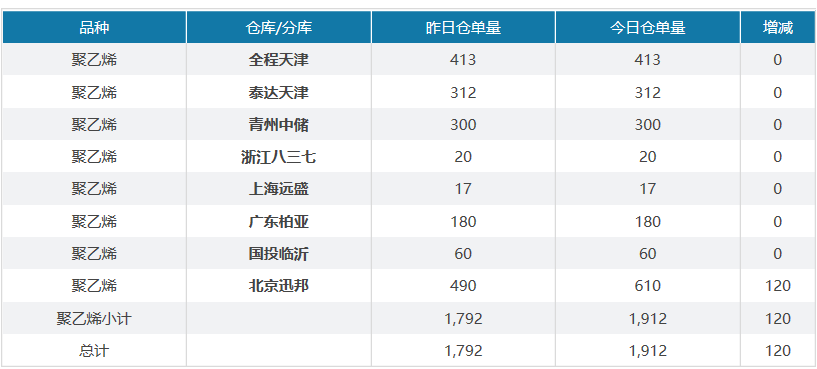 品种 仓库/分库 昨日仓单量 今日仓单量 增减
聚乙烯 全程天津 413 413 0
聚乙烯 泰达天津 312 312 0
聚乙烯 青州中储 300 300 0
聚乙烯 浙江八三七 20 20 0
聚乙烯 上海远盛 17 17 0
聚乙烯 广东柏亚 180 180 0
聚乙烯 国投临沂 60 60 0
聚乙烯 北京迅邦 490 610 120
聚乙烯小计 1,792 1,912 120
总计 1,792 1,912 120